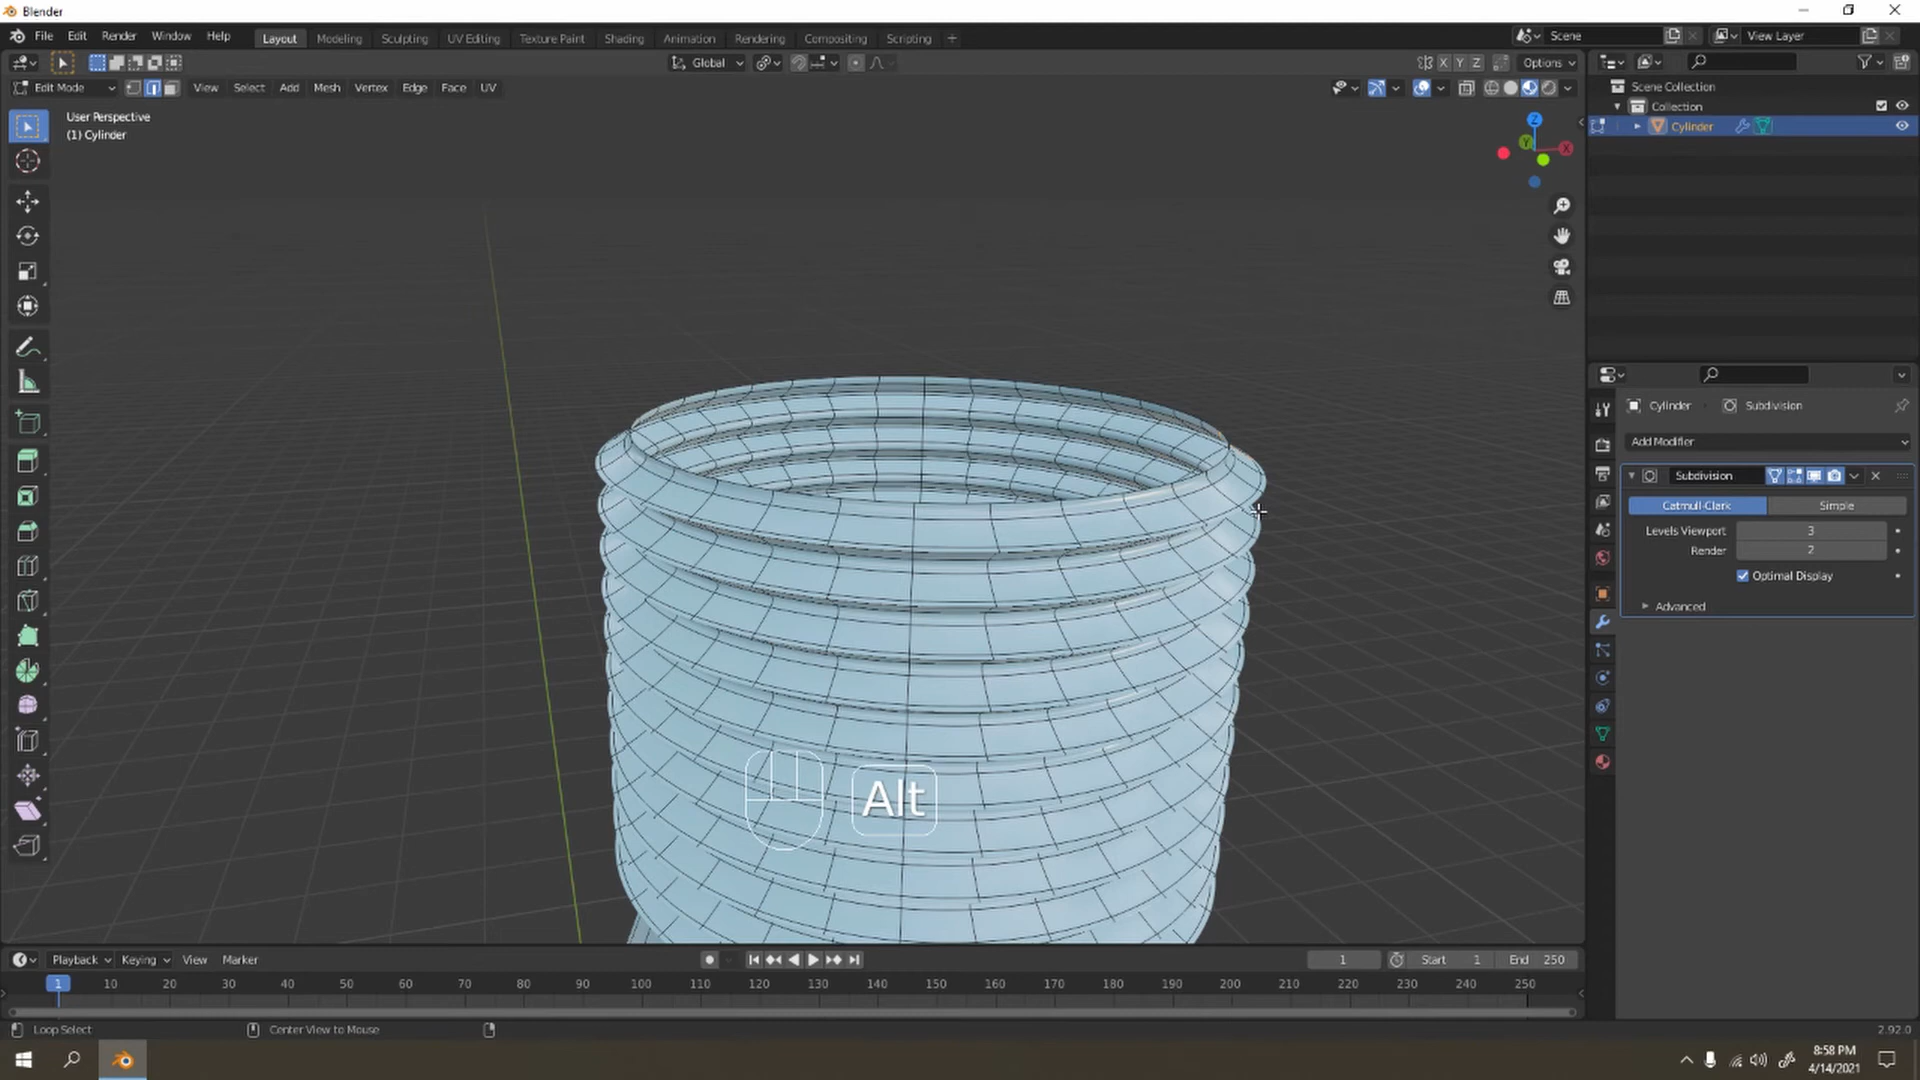 Blender
File Edit Render Window Help
Layout Modeling Sculpting UV Editing Texture Paint Shading Animation Rendering Compositing Scripting +
Scene
View Layer
Global
X Y Z
Options
Edit Mode
View Select Add Mesh Vertex Edge Face UV
User Perspective
(1) Cylinder
Z
Y
X
Scene Collection
Collection
Cylinder
Cylinder
Subdivision
Add Modifier
Subdivision
Catmull-Clark
Simple
Levels Viewport 3
Render 2
Optimal Display
Advanced
Alt
Playback Keying View Marker
1
Start 1
End 250
1 10 20 30 40 50 60 70 80 90 100 110 120 130 140 150 160 170 180 190 200 210 220 230 240 250
Loop Select
Center View to Mouse
2.92.0
8:58 PM
4/14/2021